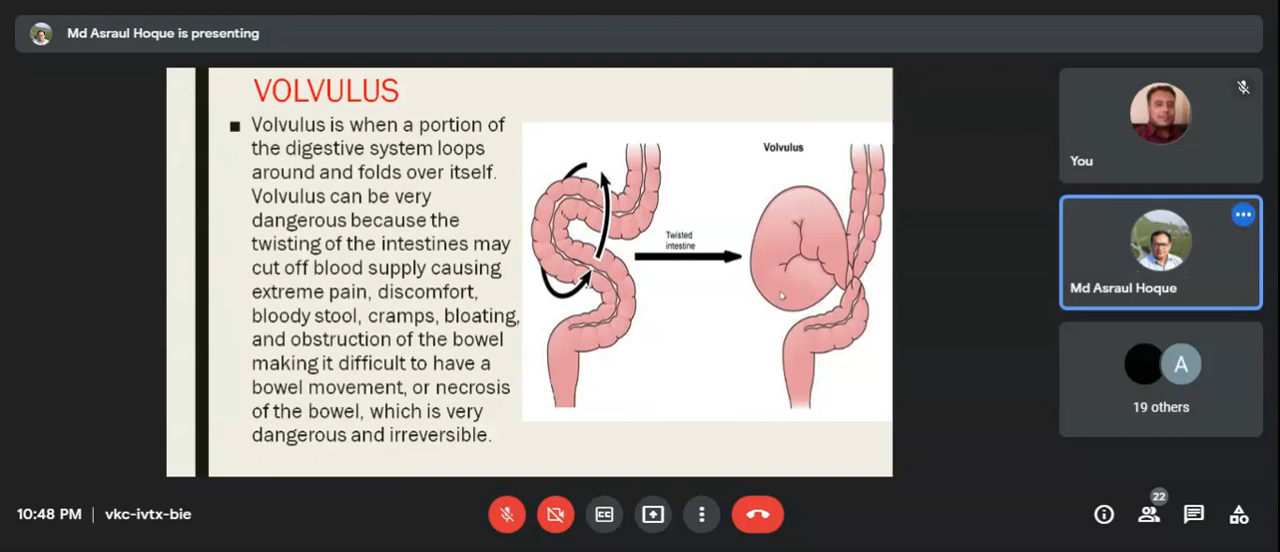 Md Asraul Hoque is presenting
VOLVULUS
■ Volvulus is when a portion of
the digestive system loops
around and folds over itself.
Volvulus can be very
dangerous because the
twisting of the intestines may
cut off blood supply causing
extreme pain, discomfort,
bloody stool, cramps, bloating,
and obstruction of the bowel
making it difficult to have a
bowel movement, or necrosis
of the bowel, which is very
dangerous and irreversible.
Volvulus
Twisted
intestine
You
Md Asraul Hoque
A
19 others
10:48 PM | vkc-ivtx-bie
CC
22